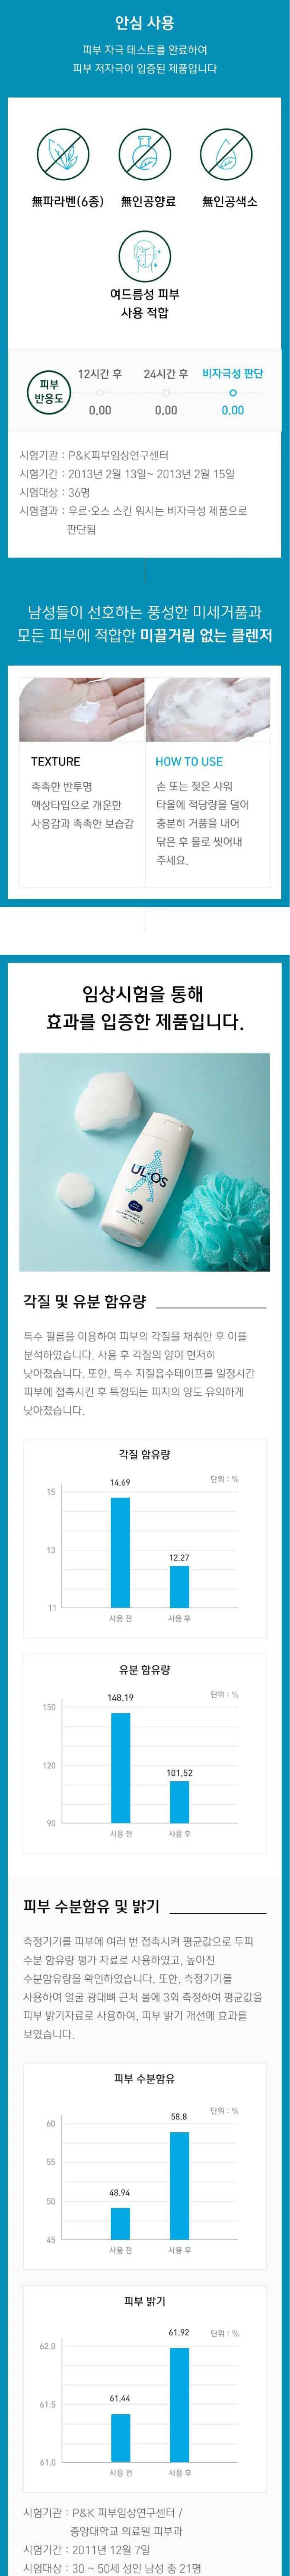 안심 사용
피부 자극 테스트를 완료하여
피부 저자극이 입증된 제품입니다
無파라벤(6종) 無인공향료 無인공색소
여드름성 피부
사용 적합
피부
반응도
12시간 후 24시간 후 비자극성 판단
0.00 0.00 0.00
시험기관 : P&K피부임상연구센터
시험기간 : 2013년 2월 13일~ 2013년 2월 15일
시험대상 : 36명
시험결과 : 우르·오스 스킨 워시는 비자극성 제품으로
판단됨
남성들이 선호하는 풍성한 미세거품과
모든 피부에 적합한 미끌거림 없는 클렌저
TEXTURE
촉촉한 반투명
액상타입으로 개운한
사용감과 촉촉한 보습감
HOW TO USE
손 또는 젖은 샤워
타올에 적당량을 덜어
충분히 거품을 내어
닦은 후 물로 씻어내
주세요.
임상시험을 통해
효과를 입증한 제품입니다.
UL·OS
각질 및 유분 함유량
특수 필름을 이용하여 피부의 각질을 채취한 후 이를
분석하였습니다. 사용 후 각질의 양이 현저히
낮아졌습니다. 또한, 특수 지질흡수테이프를 일정시간
피부에 접촉시킨 후 특정되는 피지의 양도 유의하게
낮아졌습니다.
각질 함유량
단위 : %
15
13
11
14.69
12.27
사용 전 사용 후
유분 함유량
단위 : %
150
120
90
148.19
101.52
사용 전 사용 후
피부 수분함유 및 밝기
측정기기를 피부에 여러 번 접촉시켜 평균값으로 두피
수분 함유량 평가 자료로 사용하였고, 높아진
수분함유량을 확인하였습니다. 또한, 측정기기를
사용하여 얼굴 광대뼈 근처 볼에 3회 측정하여 평균값을
피부 밝기자료로 사용하여, 피부 밝기 개선에 효과를
보였습니다.
피부 수분함유
단위 : %
60
55
50
45
48.94
58.8
사용 전 사용 후
피부 밝기
단위 : %
62.0
61.5
61.0
61.44
61.92
사용 전 사용 후
시험기관 : P&K 피부임상연구센터 /
중앙대학교 의료원 피부과
시험기간 : 2011년 12월 7일
시험대상 : 30 ~ 50세 성인 남성 총 21명